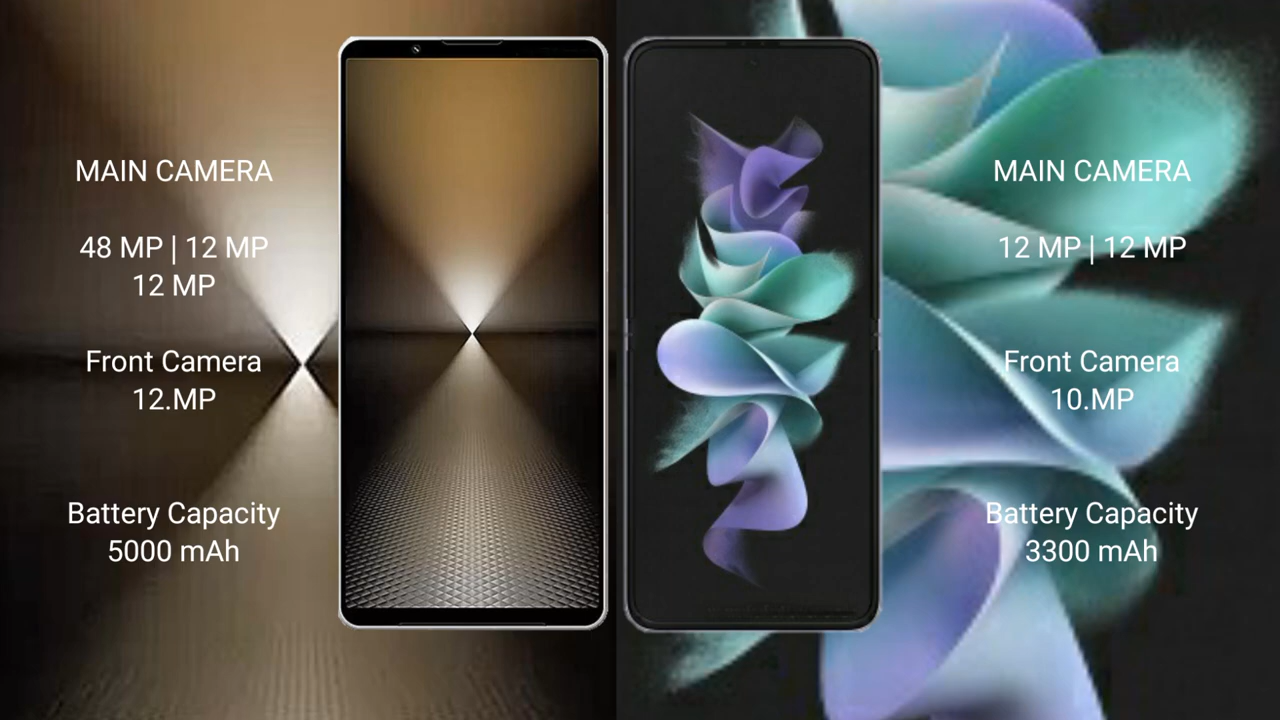 MAIN CAMERA
48 MP | 12 MP
12 MP
Front Camera
12.MP
Battery Capacity
5000 mAh
MAIN CAMERA
12 MP | 12 MP
Front Camera
10.MP
Battery Capacity
3300 mAh